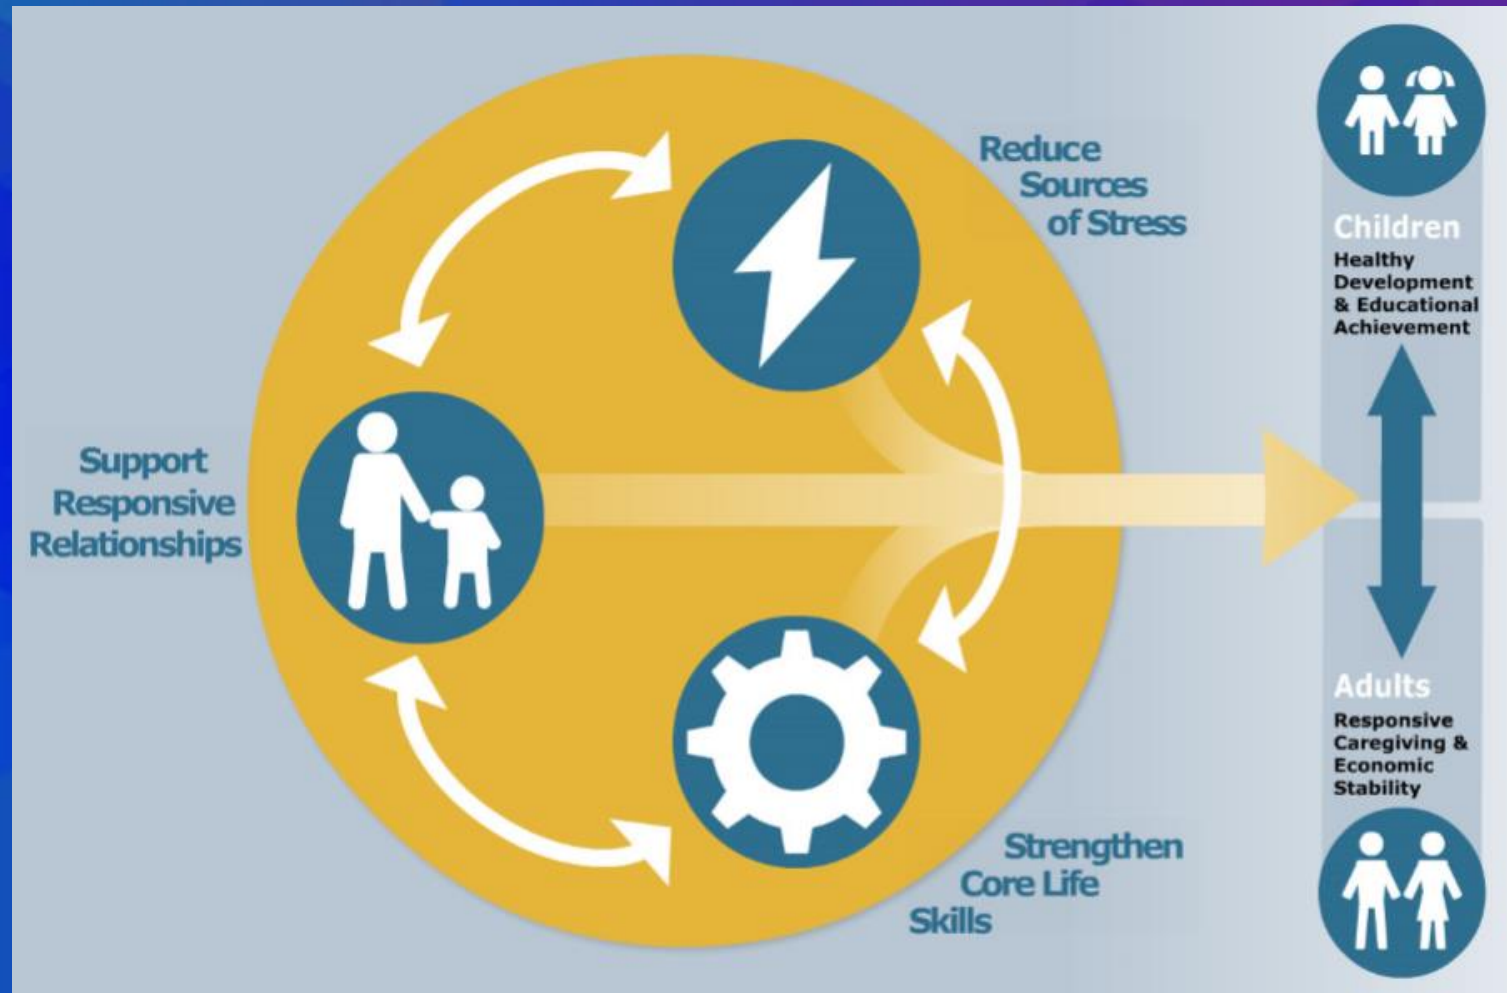 Reduce
Sources
of Stress
Support
Responsive
Relationships
Strengthen
Core Life
Skills
Children
Healthy
Development
& Educational
Achievement
Adults
Responsive
Caregiving &
Economic
Stability